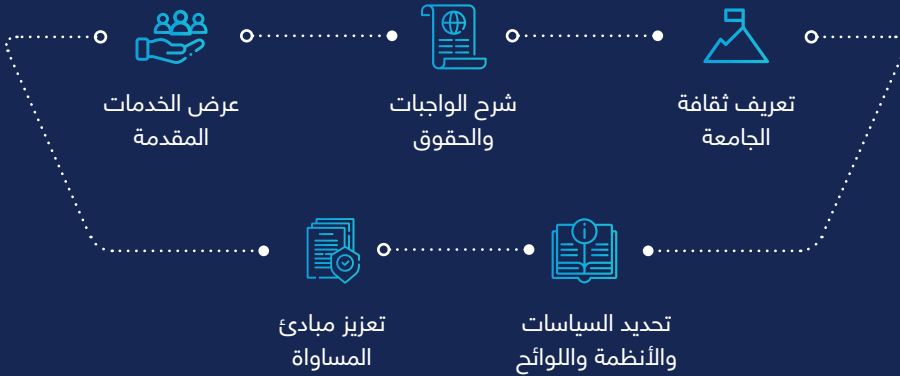 تعريف ثقافة
الجامعة
شرح الواجبات
والحقوق
عرض الخدمات
المقدمة
تحديد السياسات
والأنظمة واللوائح
تعزيز مبادئ
المساواة